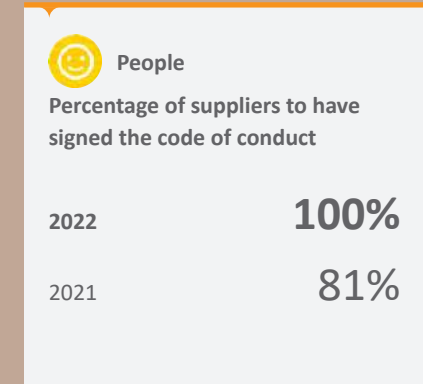 People
Percentage of suppliers to have
signed the code of conduct
2022 100%
2021 81%